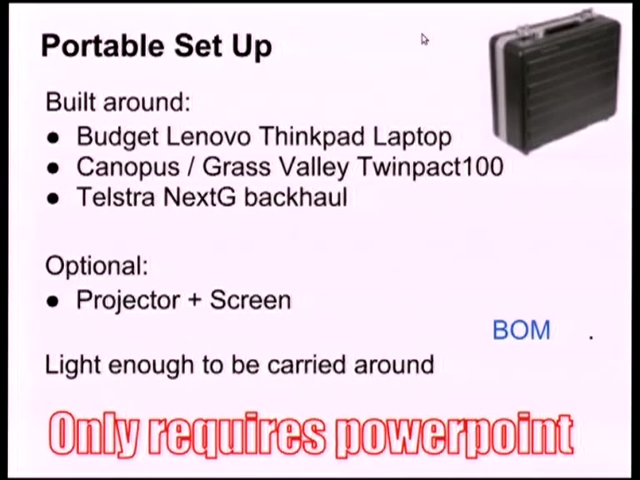 Portable Set Up
Built around:
● Budget Lenovo Thinkpad Laptop
● Canopus / Grass Valley Twinpact100
● Telstra NextG backhaul
Optional:
● Projector + Screen
BOM .
Light enough to be carried around
Only requires powerpoint